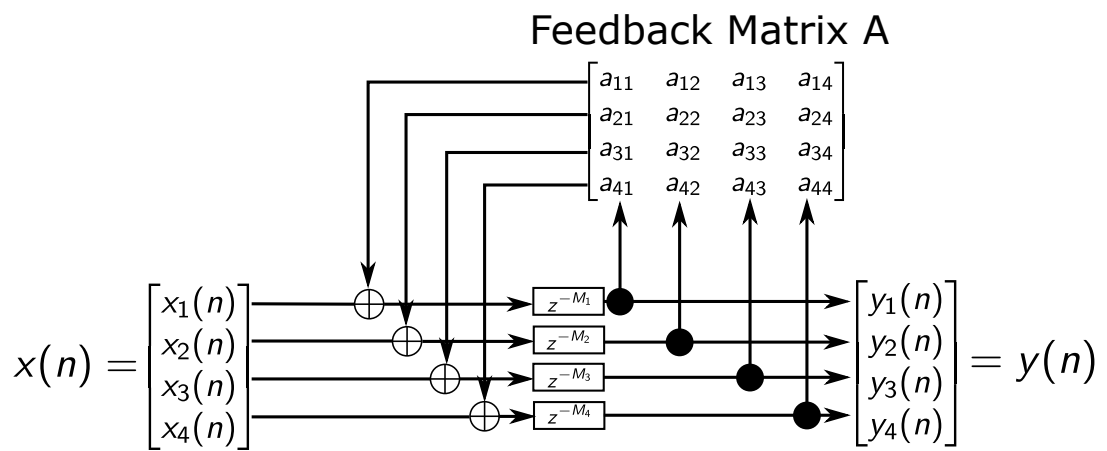 Feedback Matrix A
a₁₁ a₁₂ a₁₃ a₁₄
a₂₁ a₂₂ a₂₃ a₂₄
a₃₁ a₃₂ a₃₃ a₃₄
a₄₁ a₄₂ a₄₃ a₄₄
x(n) =
x₁(n)
x₂(n)
x₃(n)
x₄(n)
z^{-M₁}
z^{-M₂}
z^{-M₃}
z^{-M₄}
y₁(n)
y₂(n)
y₃(n)
y₄(n)
= y(n)